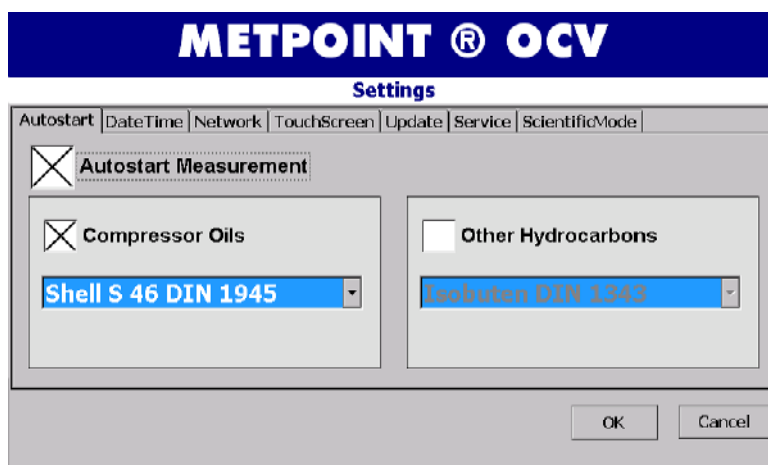 METPOINT ® OCV
Settings
Autostart DateTime Network TouchScreen Update Service ScientificMode
Autostart Measurement
Compressor Oils Other Hydrocarbons
Shell S 46 DIN 1945 Isobuten DIN 1343
OK Cancel